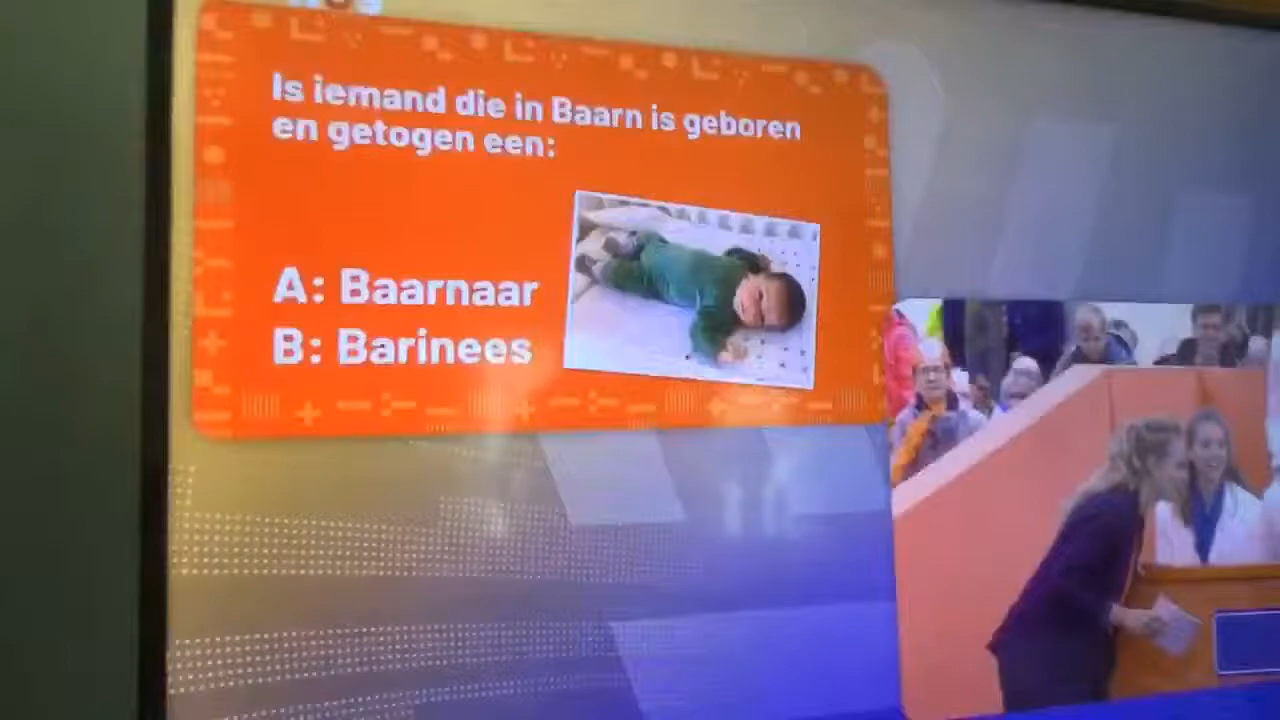 Is iemand die in Baarn is geboren
en getogen een:
A: Baarnaar
B: Barinees